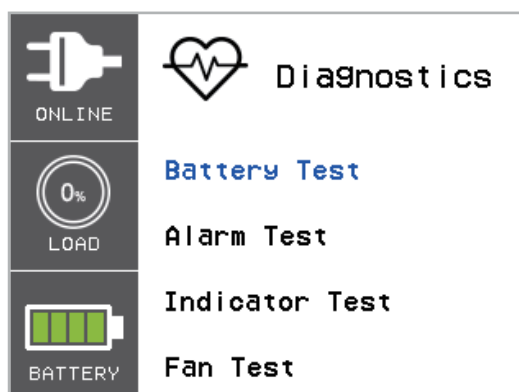 ONLINE
Diagnostics
0%
LOAD
Battery Test
Alarm Test
Indicator Test
BATTERY
Fan Test